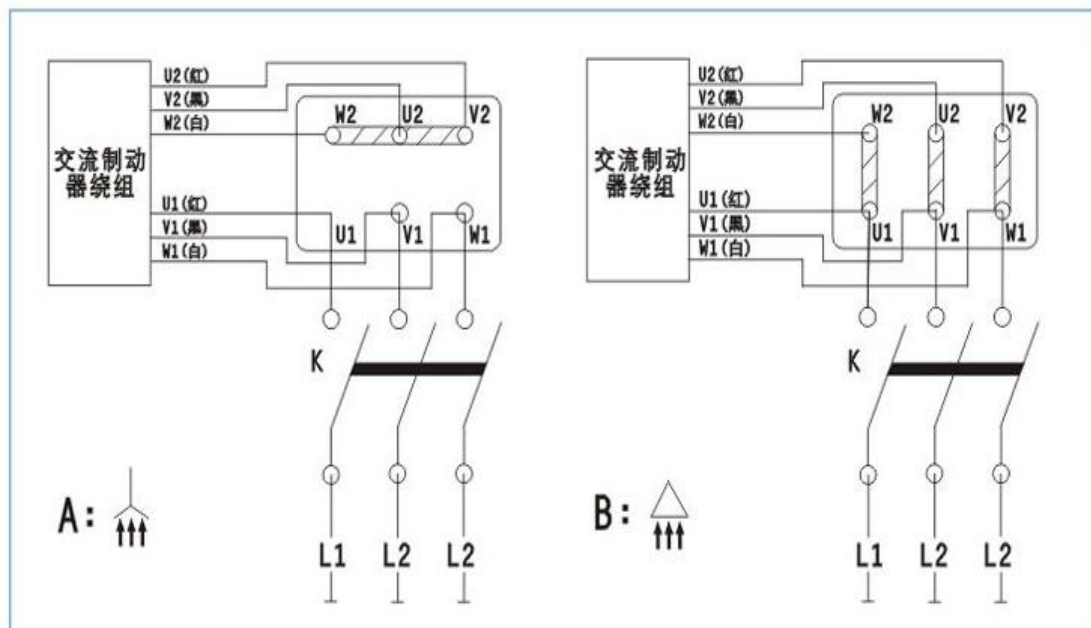 U2(红)
V2(黑)
W2(白)
W2 U2 V2
交流制动
器绕组
U1(红)
V1(黑)
W1(白)
U1 V1 W1
K
A:
L1 L2 L2
U2(红)
V2(黑)
W2(白)
W2 U2 V2
交流制动
器绕组
U1(红)
V1(黑)
W1(白)
U1 V1 W1
K
B:
L1 L2 L2